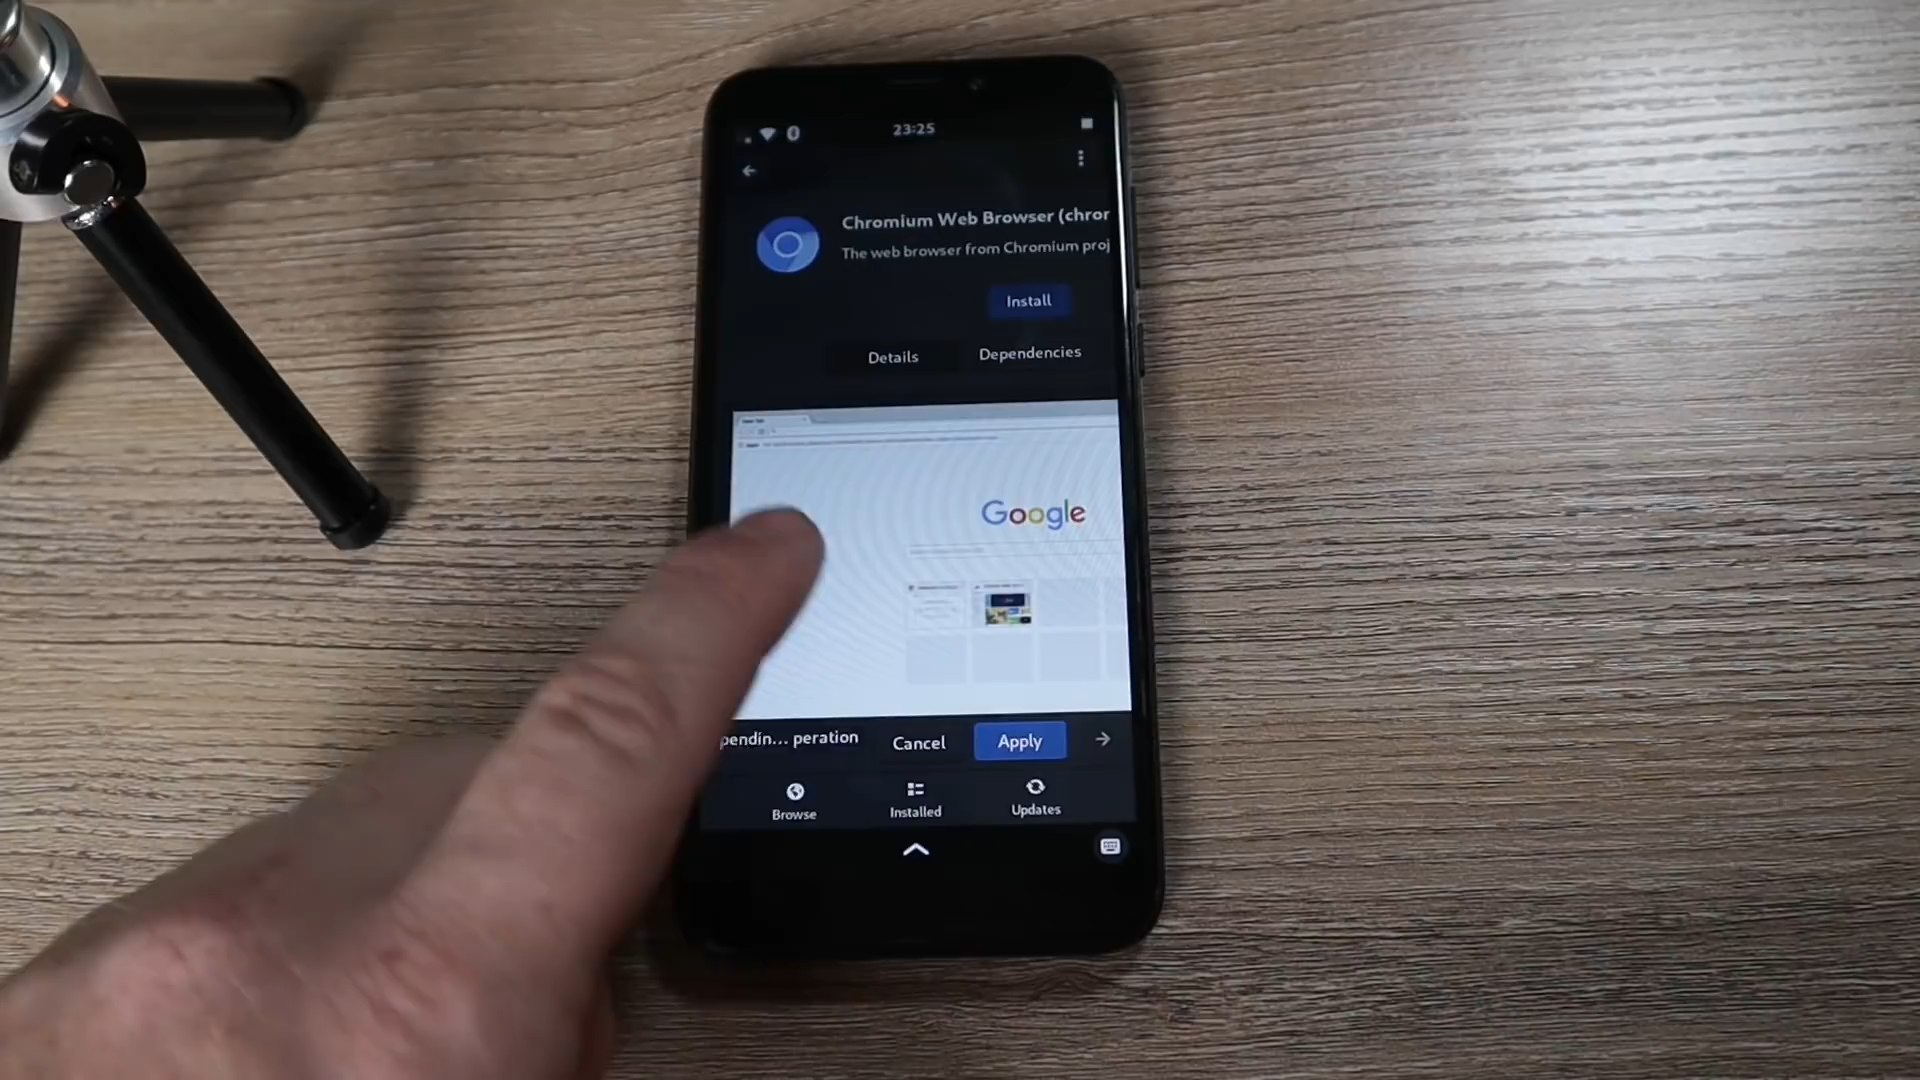 23:25
Chromium Web Browser (chror
The web browser from Chromium proj
Install
Details
Dependencies
Google
pendin... peration
Cancel
Apply
Browse
Installed
Updates